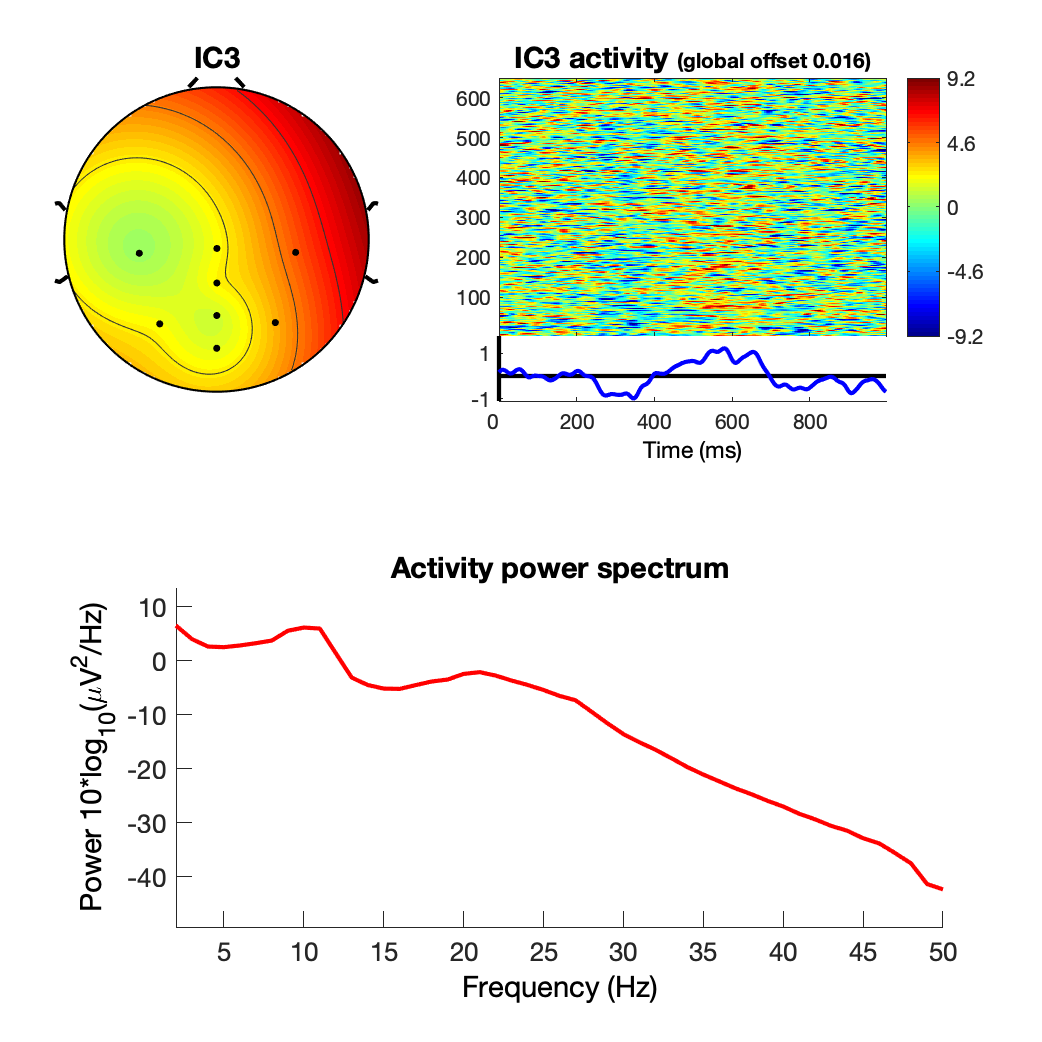 IC3
IC3 activity (global offset 0.016)
600
500
400
300
200
100
9.2
4.6
0
-4.6
-9.2
1
-1
0 200 400 600 800
Time (ms)
Activity power spectrum
Power 10*log10(μV2/Hz)
10
0
-10
-20
-30
-40
5 10 15 20 25 30 35 40 45 50
Frequency (Hz)